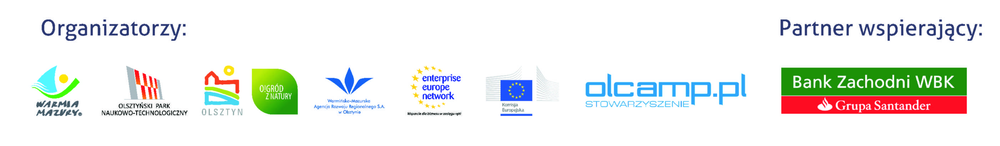 Organizatorzy:
Partner wspierający:
WARMIA
MAZURY®
OLSZTYŃSKI PARK
NAUKOWO-TECHNOLOGICZNY
OLSZTYN
O!GRÓD
Z NATURY
Warmińsko-Mazurska
Agencja Rozwoju Regionalnego S.A.
w Olsztynie
enterprise
europe
network
Wsparcie dla biznesu w zasięgu ręki
Komisja
Europejska
olcamp.pl
STOWARZYSZENIE
Bank Zachodni WBK
Grupa Santander